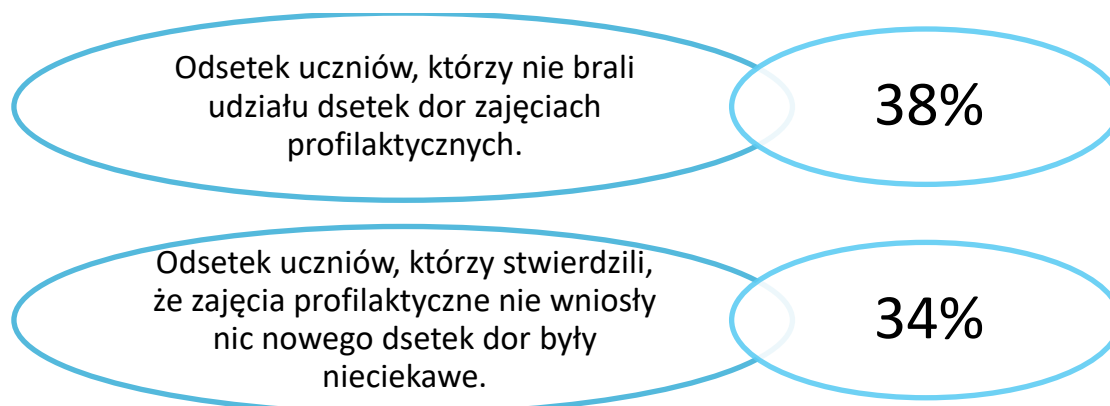 Odsetek uczniów, którzy nie brali
udziału dsetek dor zajęciach
profilaktycznych.
38%
Odsetek uczniów, którzy stwierdzili,
że zajęcia profilaktyczne nie wniosły
nic nowego dsetek dor były
nieciekawe.
34%